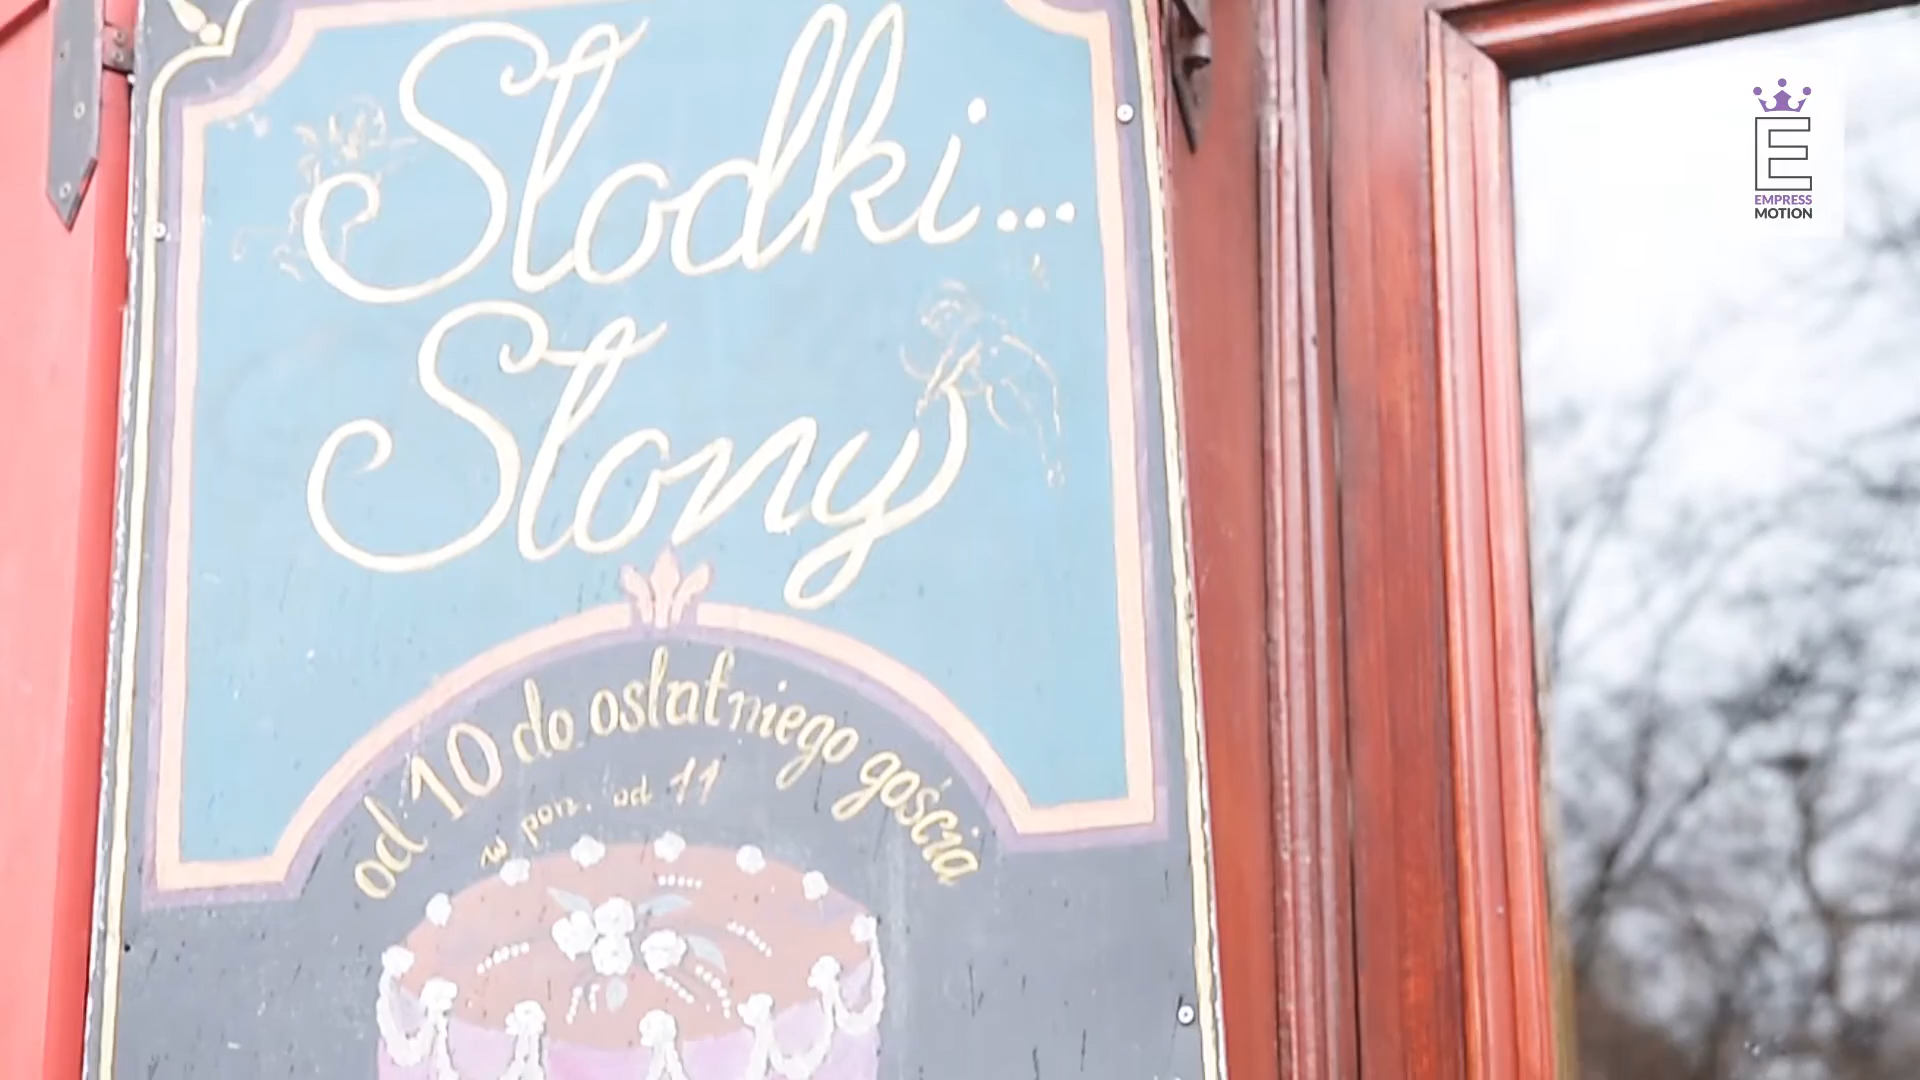 Słodki...
Słony
od 10 do ostatniego gościa
w pon. od 11
E
EMPRESS
MOTION